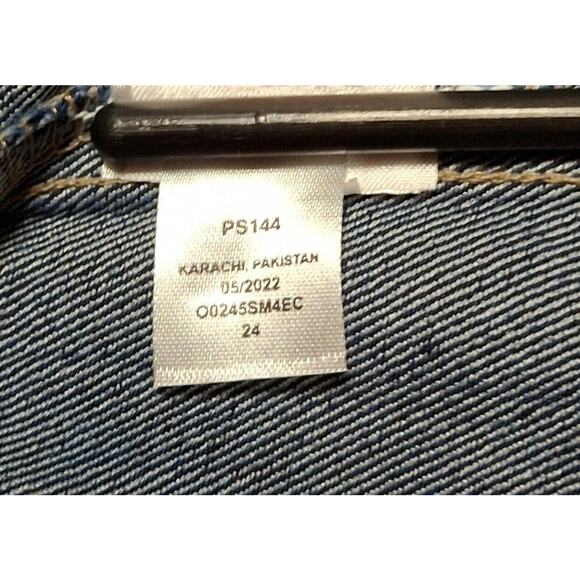 PS144
KARACHI, PAKISTAN
05/2022
O0245SM4EC
24